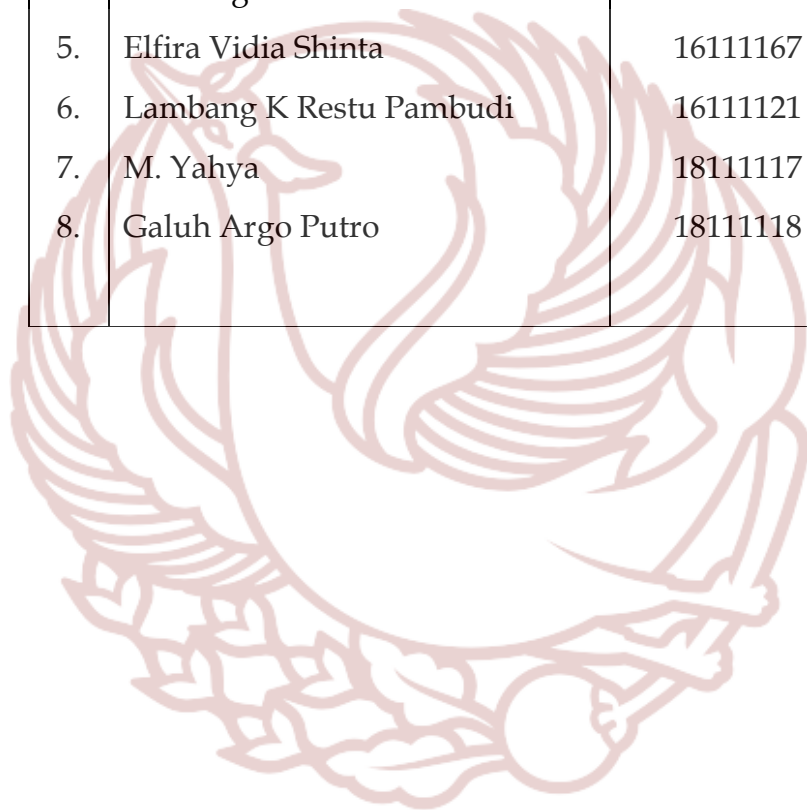 5. Elfira Vidia Shinta 16111167
6. Lambang K Restu Pambudi 16111121
7. M. Yahya 18111117
8. Galuh Argo Putro 18111118